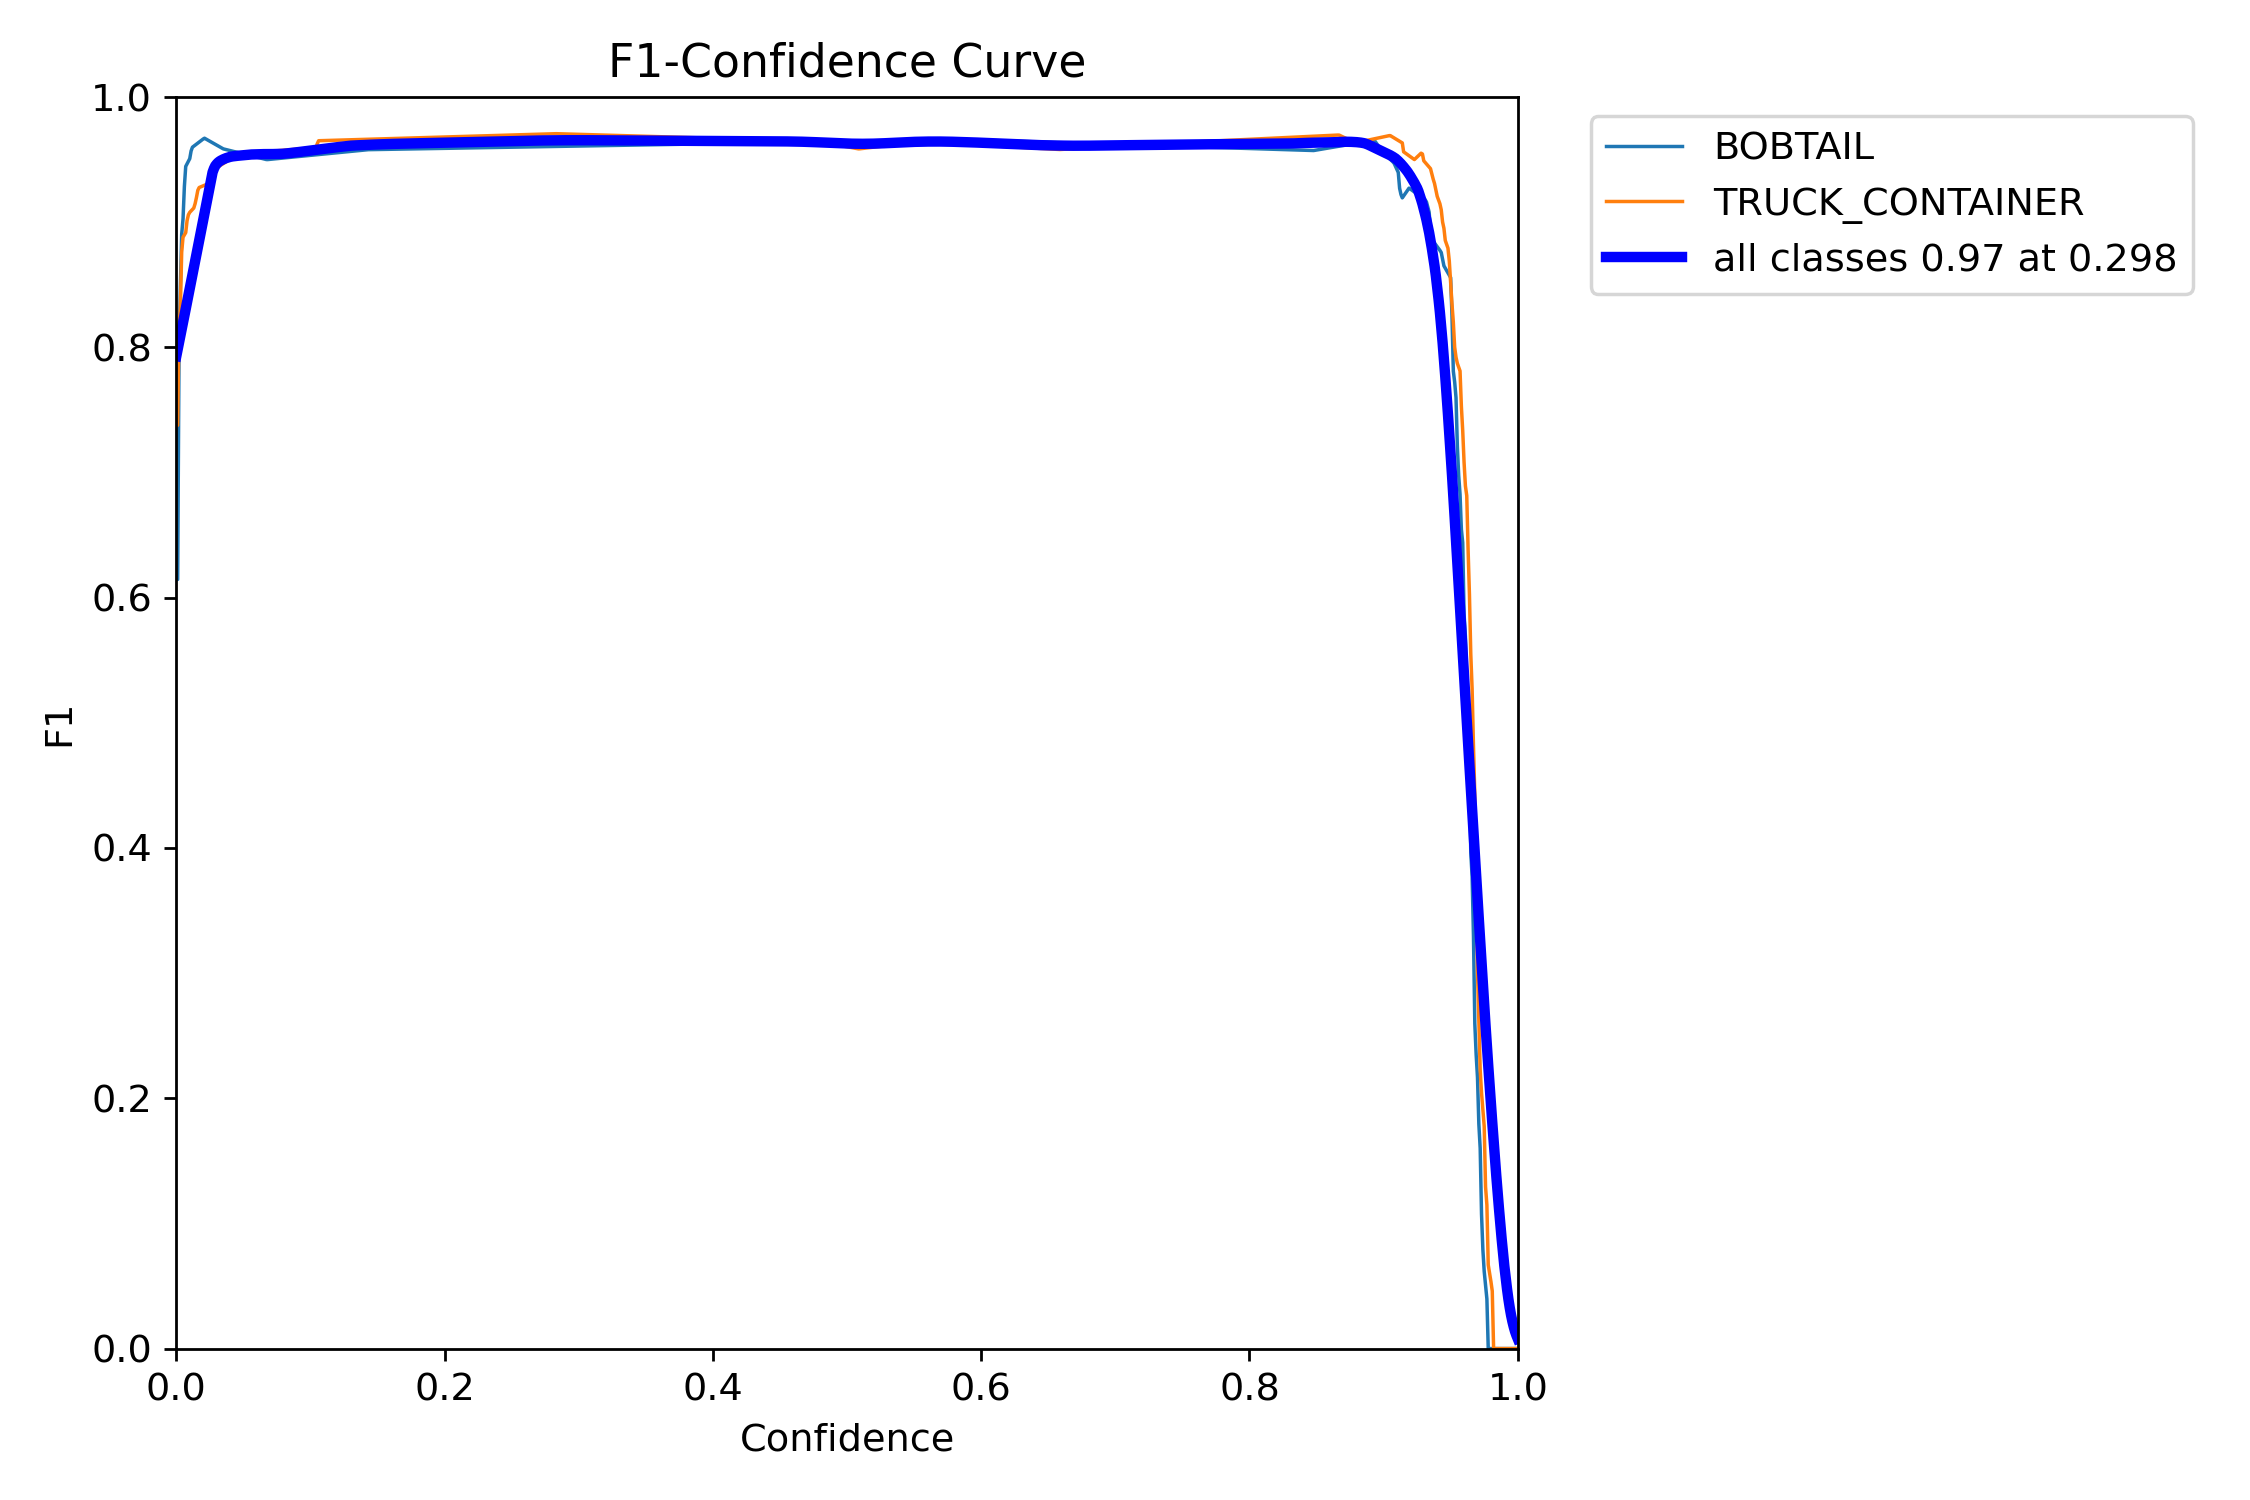 F1-Confidence Curve
1.0
0.8
0.6
0.4
0.2
0.0
F1
0.0 0.2 0.4 0.6 0.8 1.0
Confidence
BOBTAIL
TRUCK_CONTAINER
all classes 0.97 at 0.298